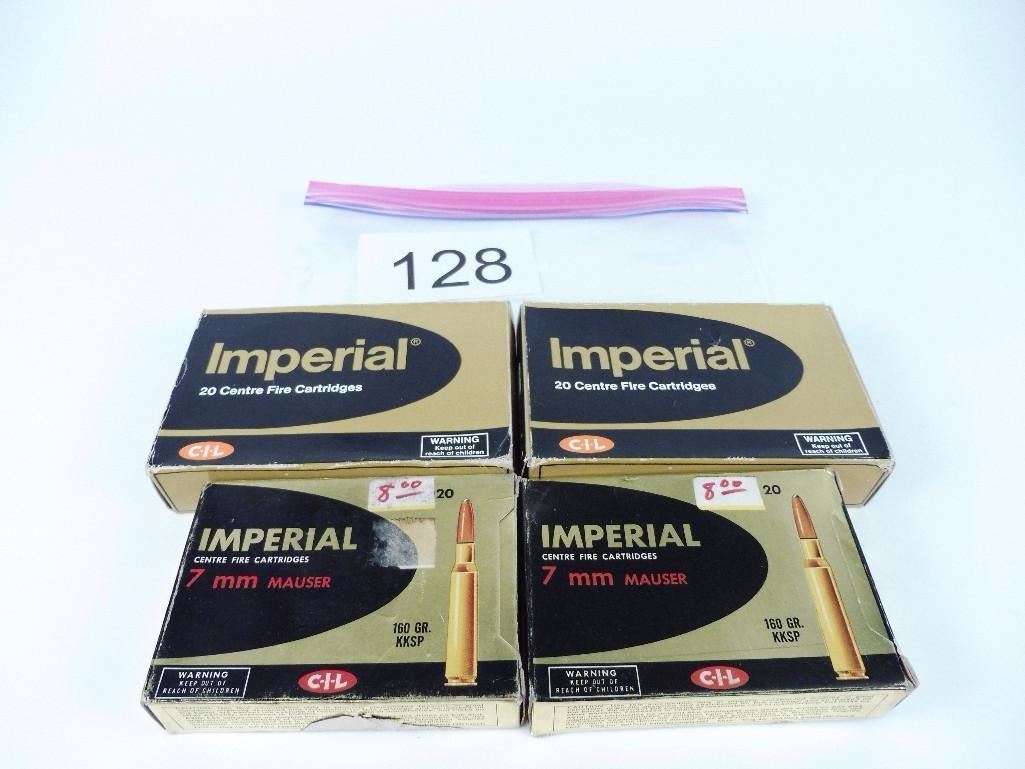 128
Imperial®
20 Centre Fire Cartridges
C-I-L
WARNING
Keep out of
reach of children
Imperial®
20 Centre Fire Cartridges
C-I-L
WARNING
Keep out of
reach of children
8.00
20
IMPERIAL
CENTRE FIRE CARTRIDGES
7 mm MAUSER
160 GR.
KKSP
WARNING
KEEP OUT OF
REACH OF CHILDREN
C-I-L
8.00
20
IMPERIAL
CENTRE FIRE CARTRIDGES
7 mm MAUSER
160 GR.
KKSP
WARNING
KEEP OUT OF
REACH OF CHILDREN
C-I-L